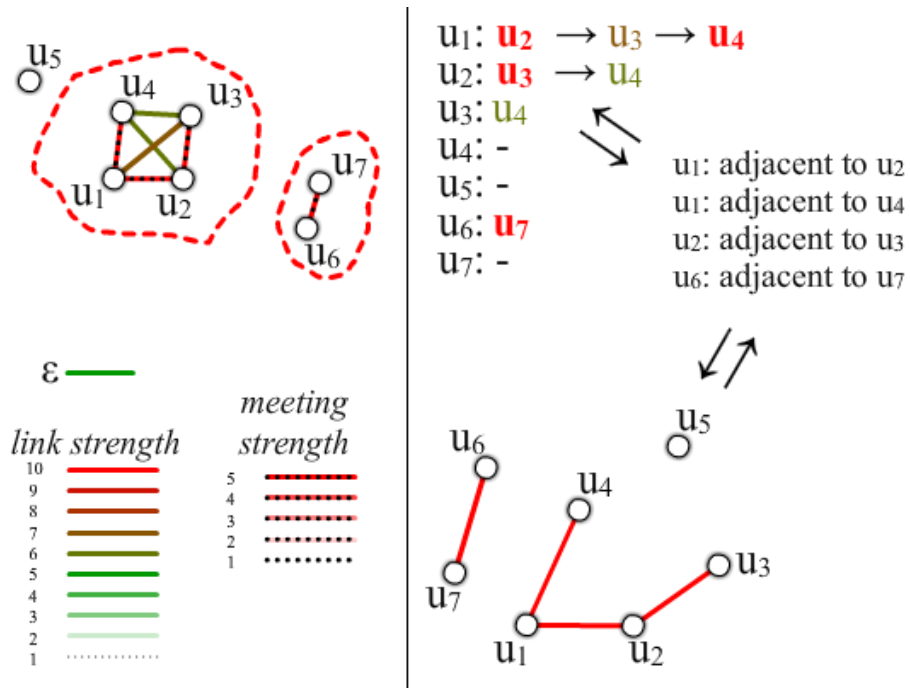 u5
u4
u3
u1
u2
u7
u6
ε
link strength
10
9
8
7
6
5
4
3
2
1
meeting
strength
5
4
3
2
1
u₁: u₂ → u₃ → u₄
u₂: u₃ → u₄
u₃: u₄
u₄: -
u₅: -
u₆: u₇
u₇: -
u₁: adjacent to u₂
u₁: adjacent to u₄
u₂: adjacent to u₃
u₆: adjacent to u₇
u₅
u₆
u₄
u₃
u₇
u₁
u₂